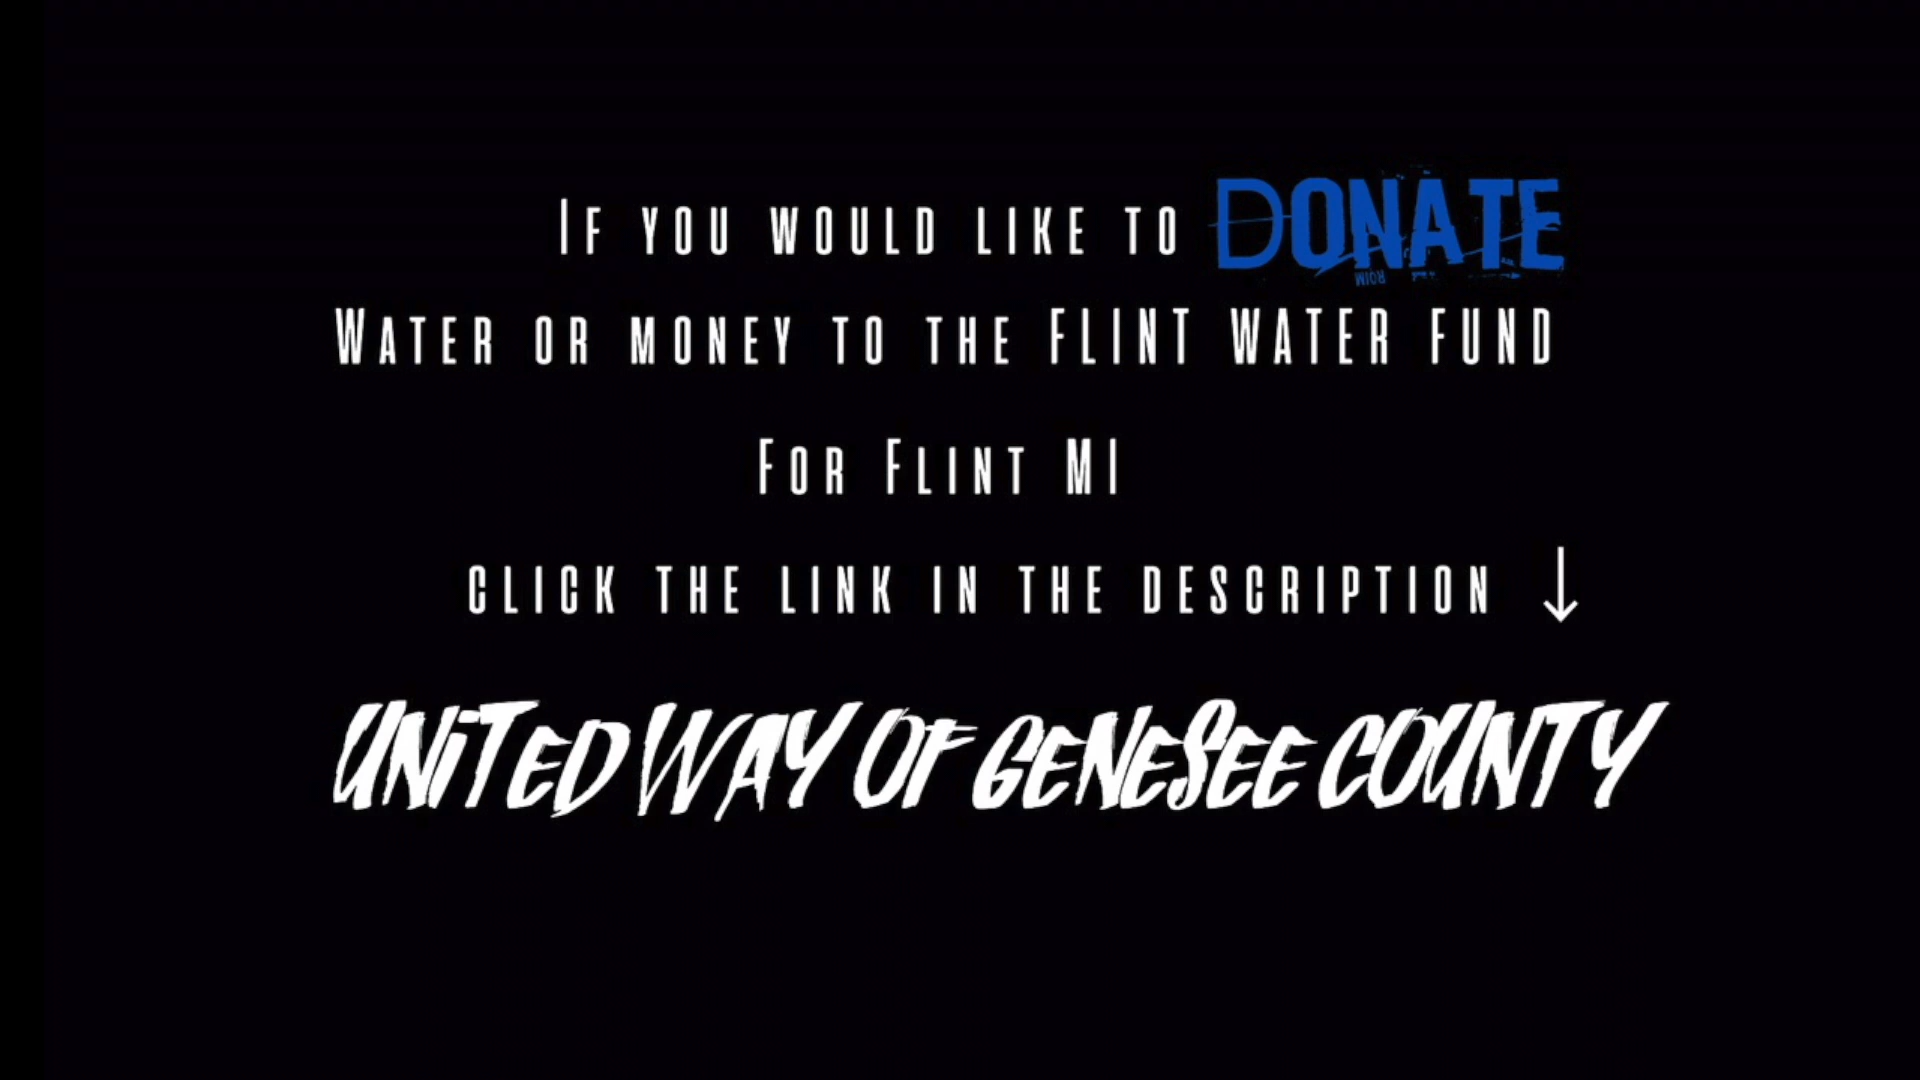 If you would like to DONATE
Water or money to the FLINT WATER FUND
For Flint MI
click the link in the description ↓
UNITED WAY OF GENESEE COUNTY